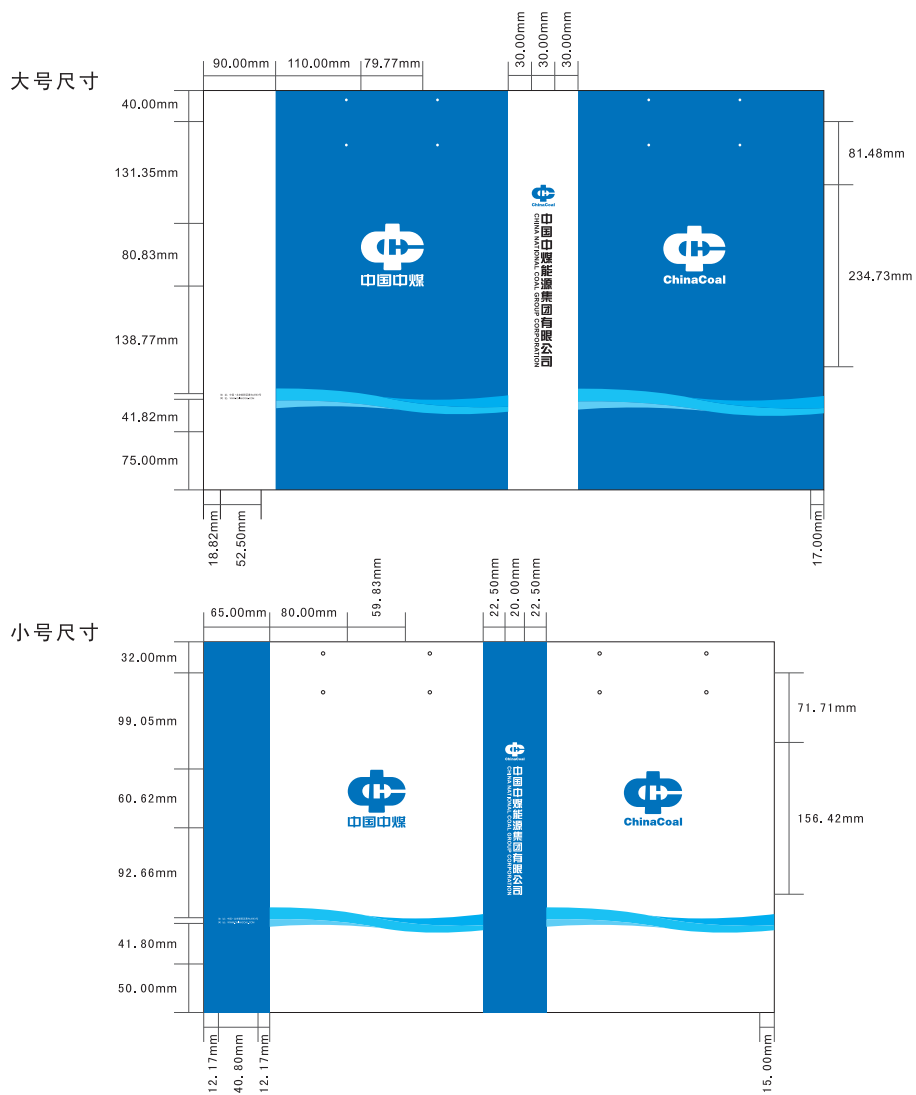 大号尺寸
90.00mm
110.00mm
79.77mm
30.00mm
30.00mm
30.00mm
40.00mm
131.35mm
80.83mm
138.77mm
41.82mm
75.00mm
18.82mm
52.50mm
中国中煤
ChinaCoal
中国中煤能源集团有限公司
CHINA NATIONAL COAL GROUP CORPORATION
ChinaCoal
81.48mm
234.73mm
17.00mm
小号尺寸
65.00mm
80.00mm
59.83mm
22.50mm
20.00mm
22.50mm
32.00mm
99.05mm
60.62mm
92.66mm
41.80mm
50.00mm
12.17mm
40.80mm
12.17mm
中国中煤
ChinaCoal
中国中煤能源集团有限公司
CHINA NATIONAL COAL GROUP CORPORATION
ChinaCoal
71.71mm
156.42mm
15.00mm